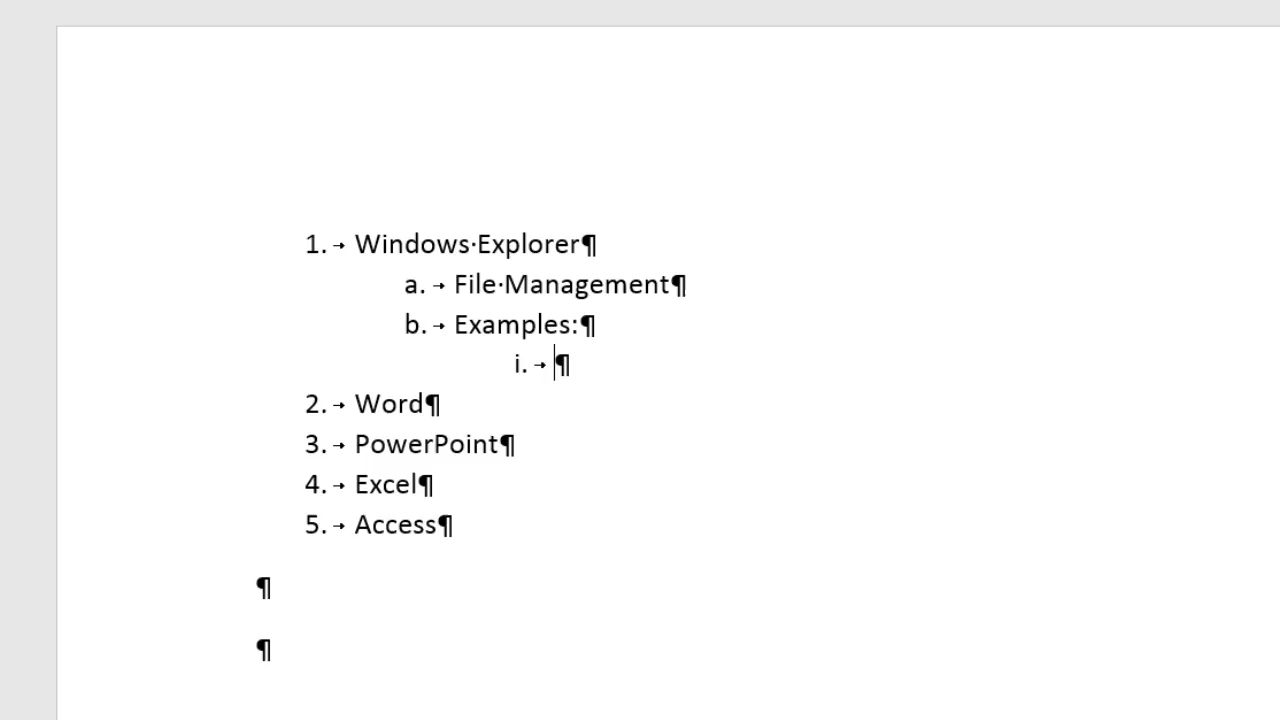 1.→ Windows·Explorer¶
a.→ File·Management¶
b.→ Examples:¶
i.→ ¶
2.→ Word¶
3.→ PowerPoint¶
4.→ Excel¶
5.→ Access¶
¶
¶